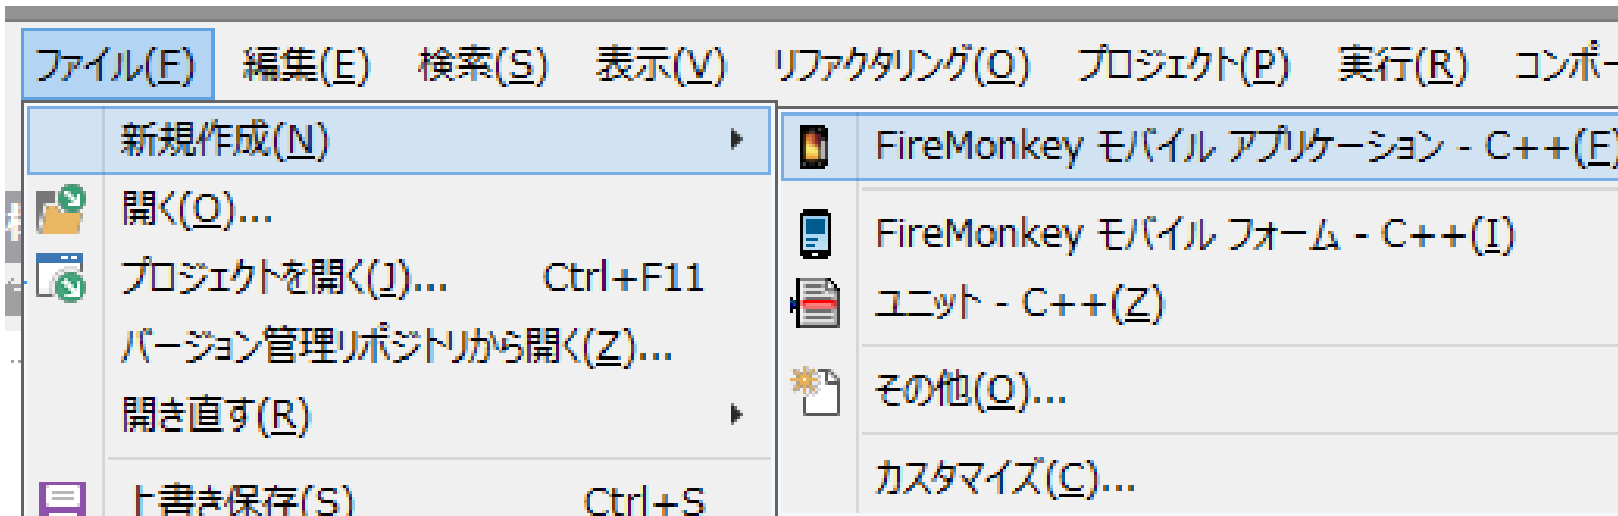 ファイル(F) 編集(E) 検索(S) 表示(V) リファクタリング(O) プロジェクト(P) 実行(R) コンポー
新規作成(N)
開く(O)...
プロジェクトを開く(J)... Ctrl+F11
バージョン管理リポジトリから開く(Z)...
開き直す(R)
上書き保存(S) Ctrl+S
FireMonkey モバイル アプリケーション - C++(F)
FireMonkey モバイル フォーム - C++(I)
ユニット - C++(Z)
その他(O)...
カスタマイズ(C)...